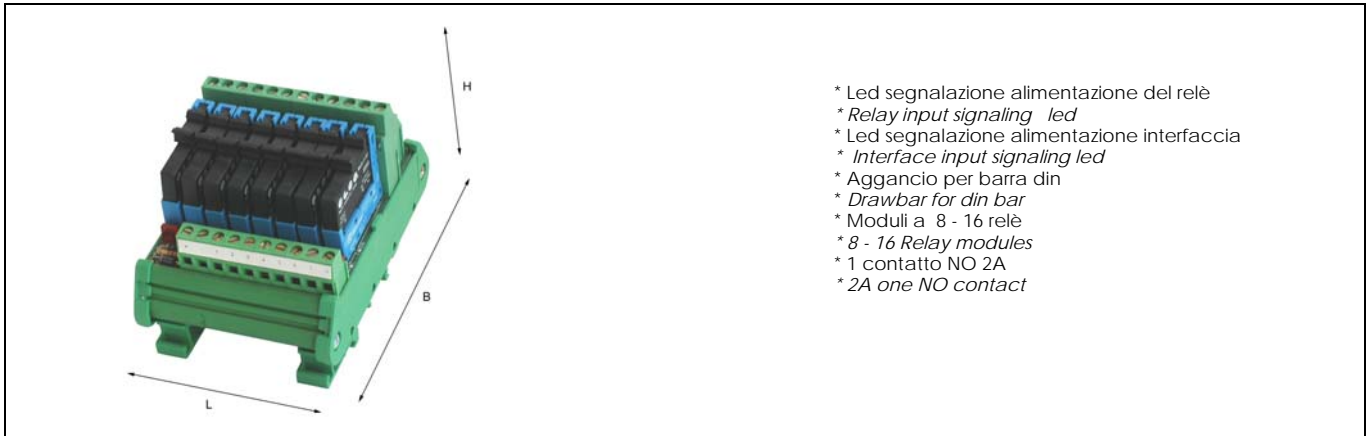 H
B
L
* Led segnalazione alimentazione del relè
* Relay input signaling led
* Led segnalazione alimentazione interfaccia
* Interface input signaling led
* Aggancio per barra din
* Drawbar for din bar
* Moduli a 8 - 16 relè
* 8 - 16 Relay modules
* 1 contatto NO 2A
* 2A one NO contact